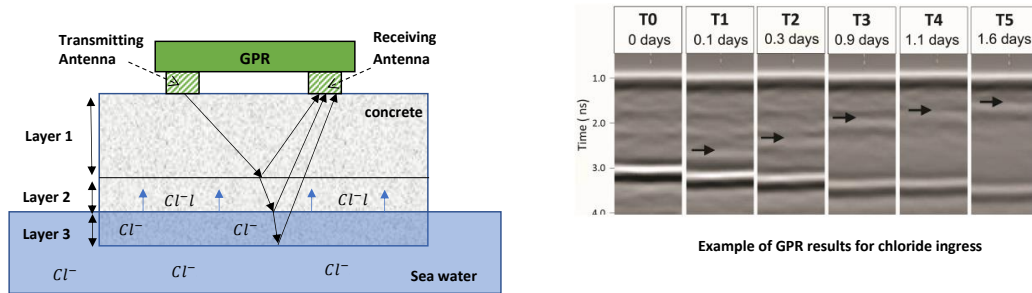 Transmitting
Antenna
GPR
Receiving
Antenna
concrete
Layer 1
Layer 2
Cl⁻l
Cl⁻l
Layer 3
Cl⁻
Cl⁻
Cl⁻
Cl⁻
Cl⁻
Sea water
T0 T1 T2 T3 T4 T5
0 days 0.1 days 0.3 days 0.9 days 1.1 days 1.6 days
1.0
2.0
Time ( ns)
3.0
4.0
Example of GPR results for chloride ingress